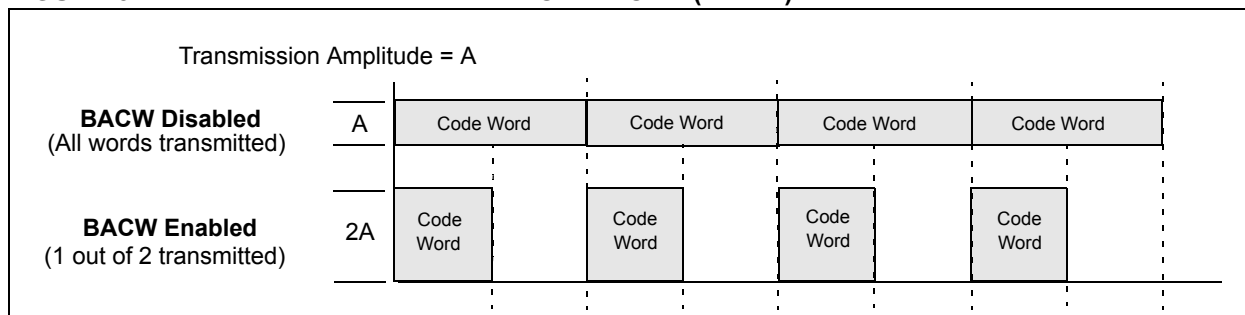 Transmission Amplitude = A
BACW Disabled
(All words transmitted)
A
Code Word
Code Word
Code Word
Code Word
BACW Enabled
(1 out of 2 transmitted)
2A
Code
Word
Code
Word
Code
Word
Code
Word